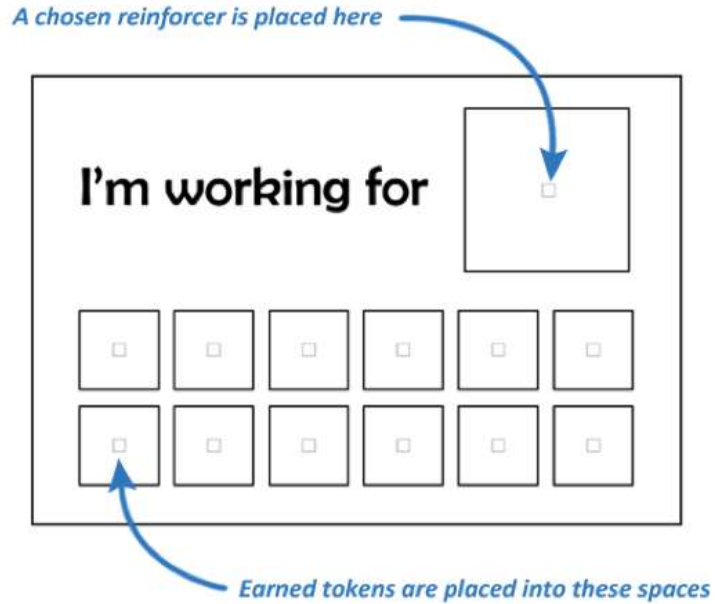 A chosen reinforcer is placed here
I'm working for
Earned tokens are placed into these spaces